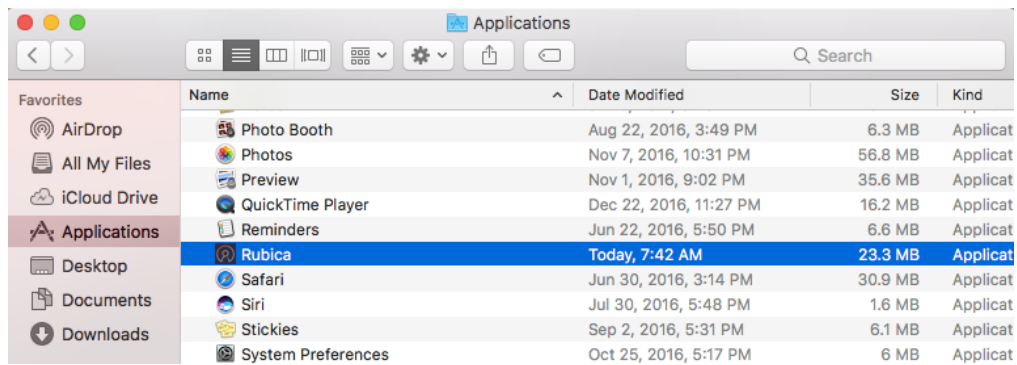 Applications
Search
Favorites
AirDrop
All My Files
iCloud Drive
Applications
Desktop
Documents
Downloads
Name Date Modified Size Kind
Photo Booth Aug 22, 2016, 3:49 PM 6.3 MB Applicat
Photos Nov 7, 2016, 10:31 PM 56.8 MB Applicat
Preview Nov 1, 2016, 9:02 PM 35.6 MB Applicat
QuickTime Player Dec 22, 2016, 11:27 PM 16.2 MB Applicat
Reminders Jun 22, 2016, 5:50 PM 6.6 MB Applicat
Rubica Today, 7:42 AM 23.3 MB Applicat
Safari Jun 30, 2016, 3:14 PM 30.9 MB Applicat
Siri Jul 30, 2016, 5:48 PM 1.6 MB Applicat
Stickies Sep 2, 2016, 5:31 PM 6.1 MB Applicat
System Preferences Oct 25, 2016, 5:17 PM 6 MB Applicat